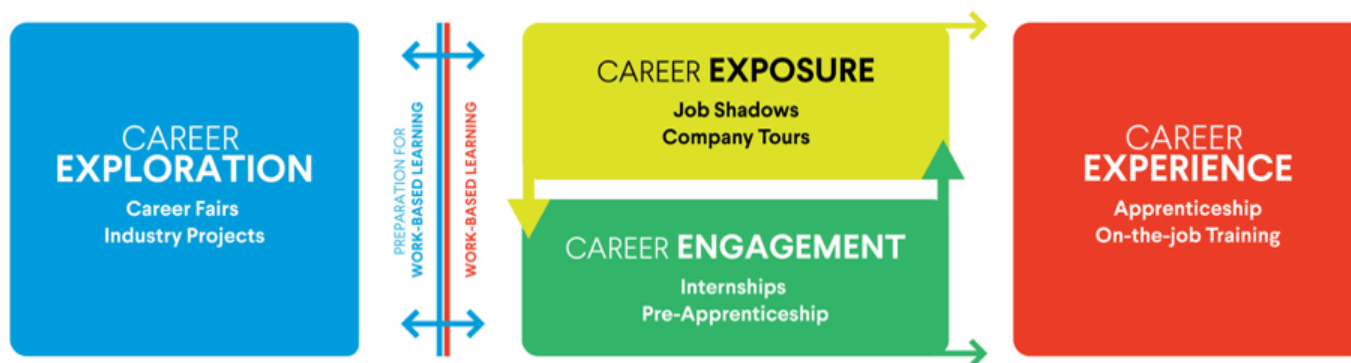 CAREER
EXPLORATION
Career Fairs
Industry Projects
PREPARATION FOR
WORK-BASED LEARNING
WORK-BASED LEARNING
CAREER EXPOSURE
Job Shadows
Company Tours
CAREER ENGAGEMENT
Internships
Pre-Apprenticeship
CAREER
EXPERIENCE
Apprenticeship
On-the-job Training